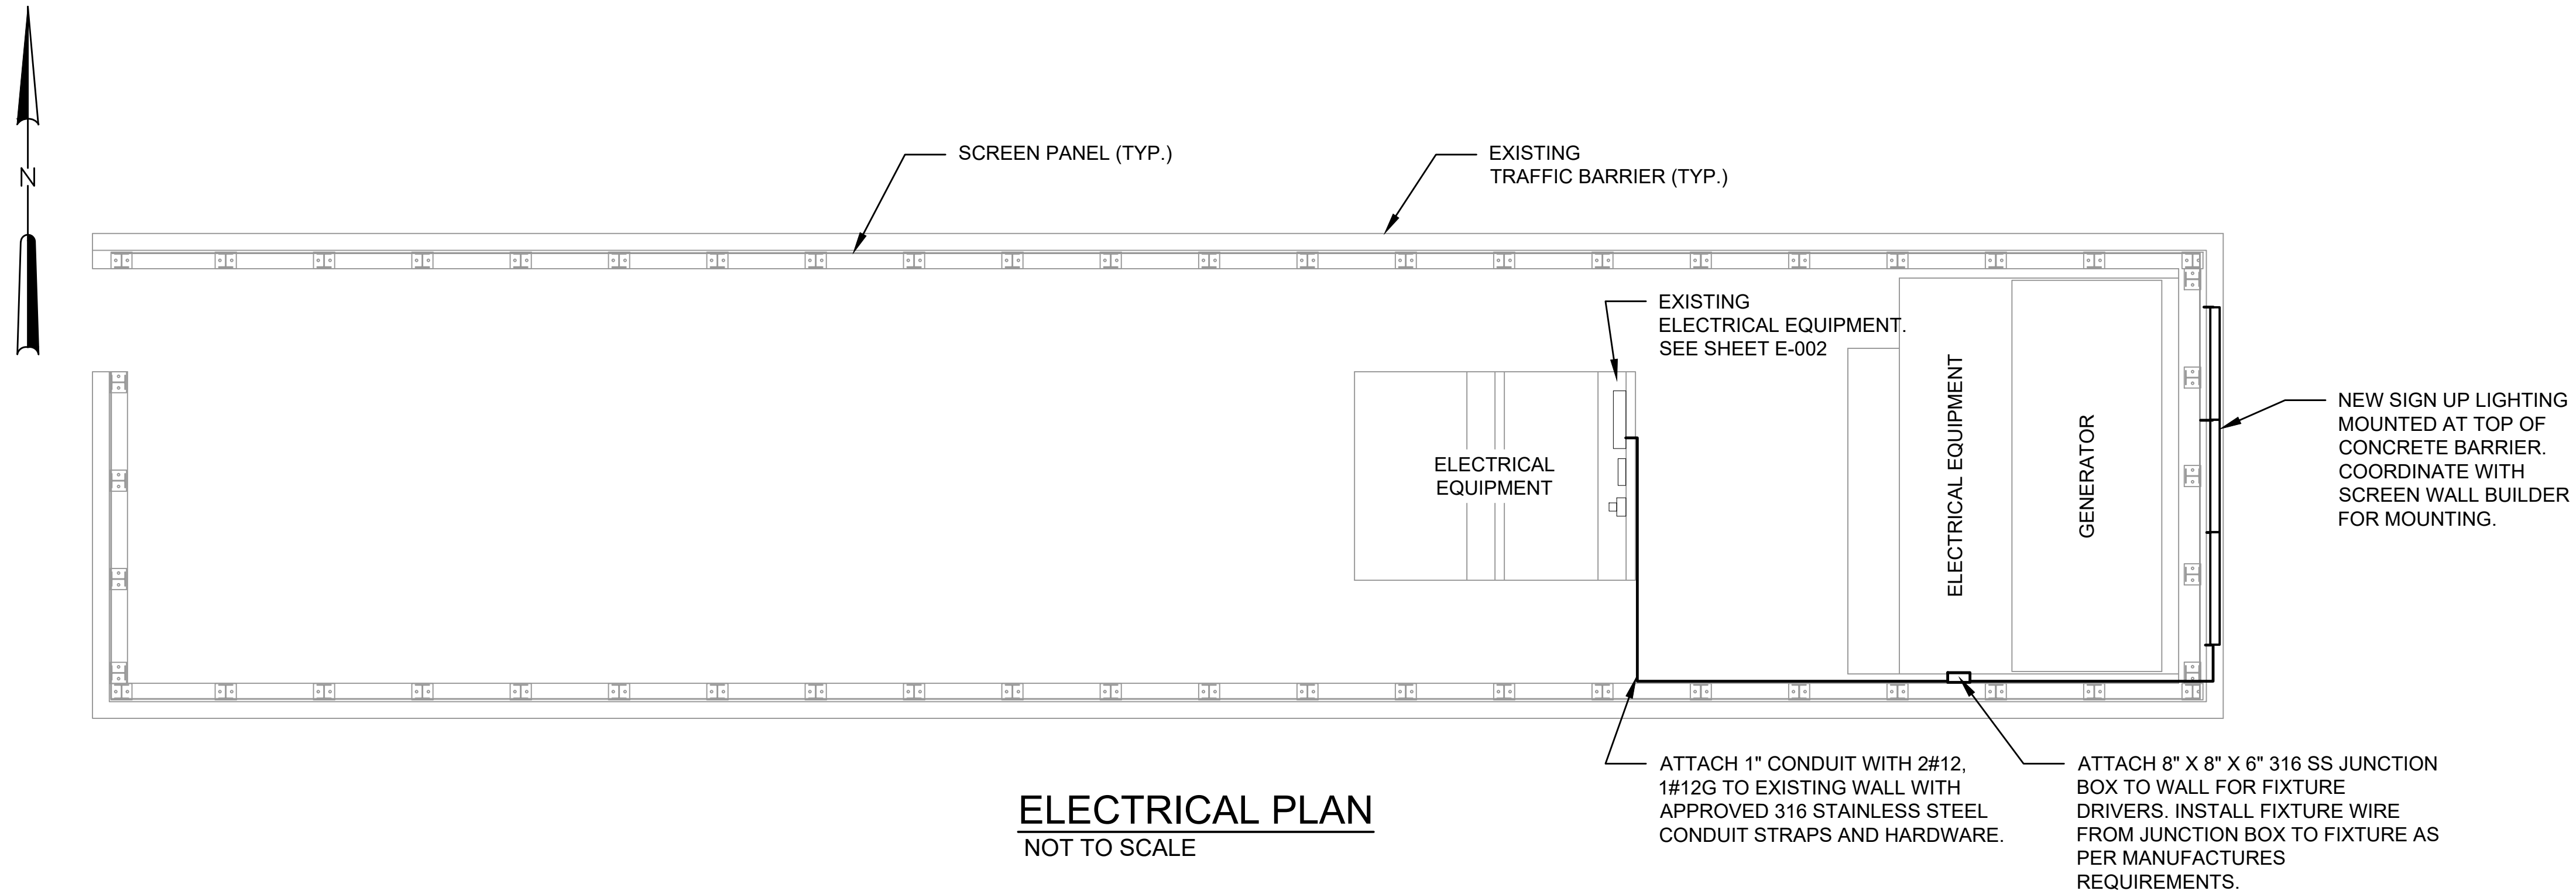 N
SCREEN PANEL (TYP.)
EXISTING
TRAFFIC BARRIER (TYP.)
EXISTING
ELECTRICAL EQUIPMENT.
SEE SHEET E-002
ELECTRICAL
EQUIPMENT
ELECTRICAL EQUIPMENT
GENERATOR
NEW SIGN UP LIGHTING
MOUNTED AT TOP OF
CONCRETE BARRIER.
COORDINATE WITH
SCREEN WALL BUILDER
FOR MOUNTING.
ATTACH 1" CONDUIT WITH 2#12,
1#12G TO EXISTING WALL WITH
APPROVED 316 STAINLESS STEEL
CONDUIT STRAPS AND HARDWARE.
ATTACH 8" X 8" X 6" 316 SS JUNCTION
BOX TO WALL FOR FIXTURE
DRIVERS. INSTALL FIXTURE WIRE
FROM JUNCTION BOX TO FIXTURE AS
PER MANUFACTURES
REQUIREMENTS.
ELECTRICAL PLAN
NOT TO SCALE